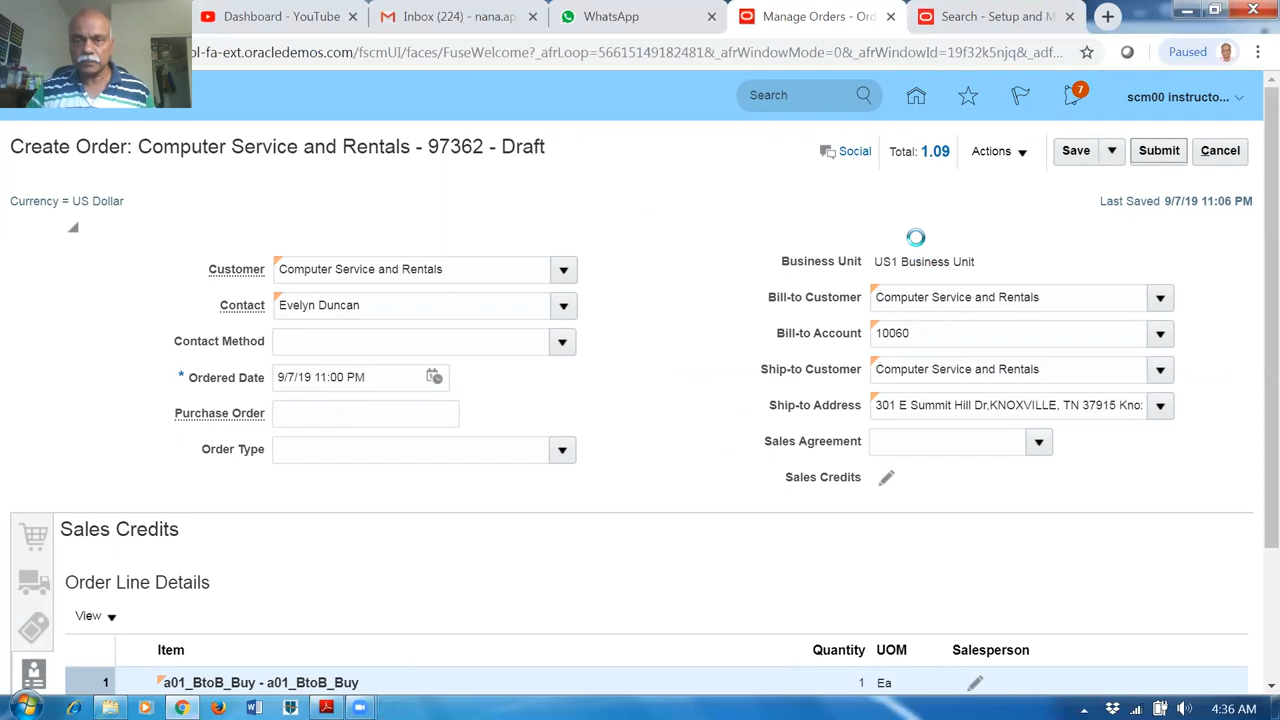 Dashboard - YouTube
Inbox (224) - nana.ap
WhatsApp
Manage Orders - Ord
Search - Setup and M
ol-fa-ext.oracledemos.com/fscmUI/faces/FuseWelcome?_afrLoop=566151491824&81&_afrWindowMode=0&_afrWindowId=19f32k5njq&_adf...
Paused
Search
7
scm00 instructo...
Create Order: Computer Service and Rentals - 97362 - Draft
Social
Total: 1.09
Actions
Save
Submit
Cancel
Currency = US Dollar
Last Saved 9/7/19 11:06 PM
Customer
Computer Service and Rentals
Contact
Evelyn Duncan
Contact Method
* Ordered Date
9/7/19 11:00 PM
Purchase Order
Order Type
Business Unit
US1 Business Unit
Bill-to Customer
Computer Service and Rentals
Bill-to Account
10060
Ship-to Customer
Computer Service and Rentals
Ship-to Address
301 E Summit Hill Dr,KNOXVILLE, TN 37915 Kno:
Sales Agreement
Sales Credits
Sales Credits
Order Line Details
View
Item
Quantity
UOM
Salesperson
1
a01_BtoB_Buy - a01_BtoB_Buy
1
Ea
4:36 AM